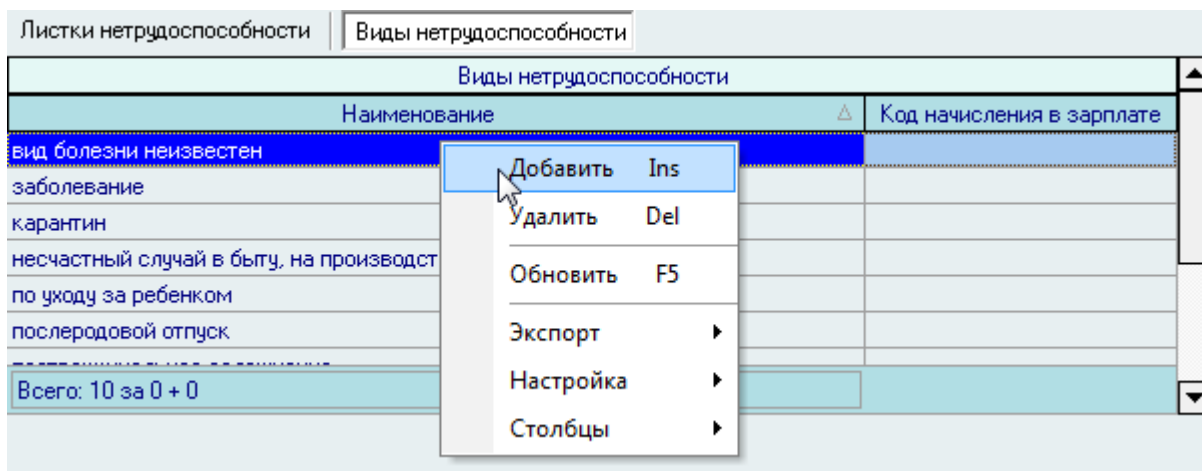 Листки нетрудоспособности Виды нетрудоспособности
Виды нетрудоспособности
Наименование Код начисления в зарплате
вид болезни неизвестен
заболевание
карантин
несчастный случай в быту, на производст
по уходу за ребенком
послеродовой отпуск
Всего: 10 за 0 + 0
Добавить Ins
Удалить Del
Обновить F5
Экспорт
Настройка
Столбцы